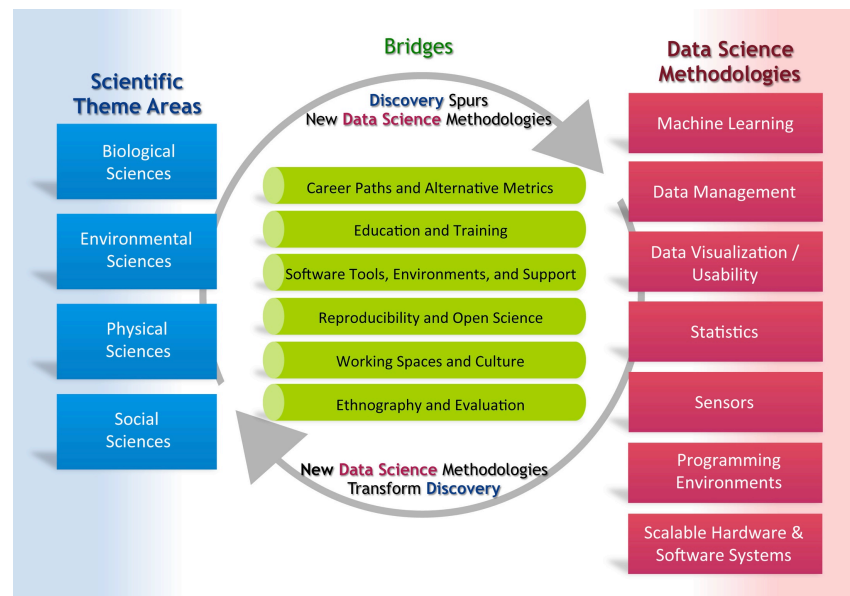 Scientific
Theme Areas
Biological
Sciences
Environmental
Sciences
Physical
Sciences
Social
Sciences
Bridges
Discovery Spurs
New Data Science Methodologies
Career Paths and Alternative Metrics
Education and Training
Software Tools, Environments, and Support
Reproducibility and Open Science
Working Spaces and Culture
Ethnography and Evaluation
New Data Science Methodologies
Transform Discovery
Data Science
Methodologies
Machine Learning
Data Management
Data Visualization /
Usability
Statistics
Sensors
Programming
Environments
Scalable Hardware &
Software Systems